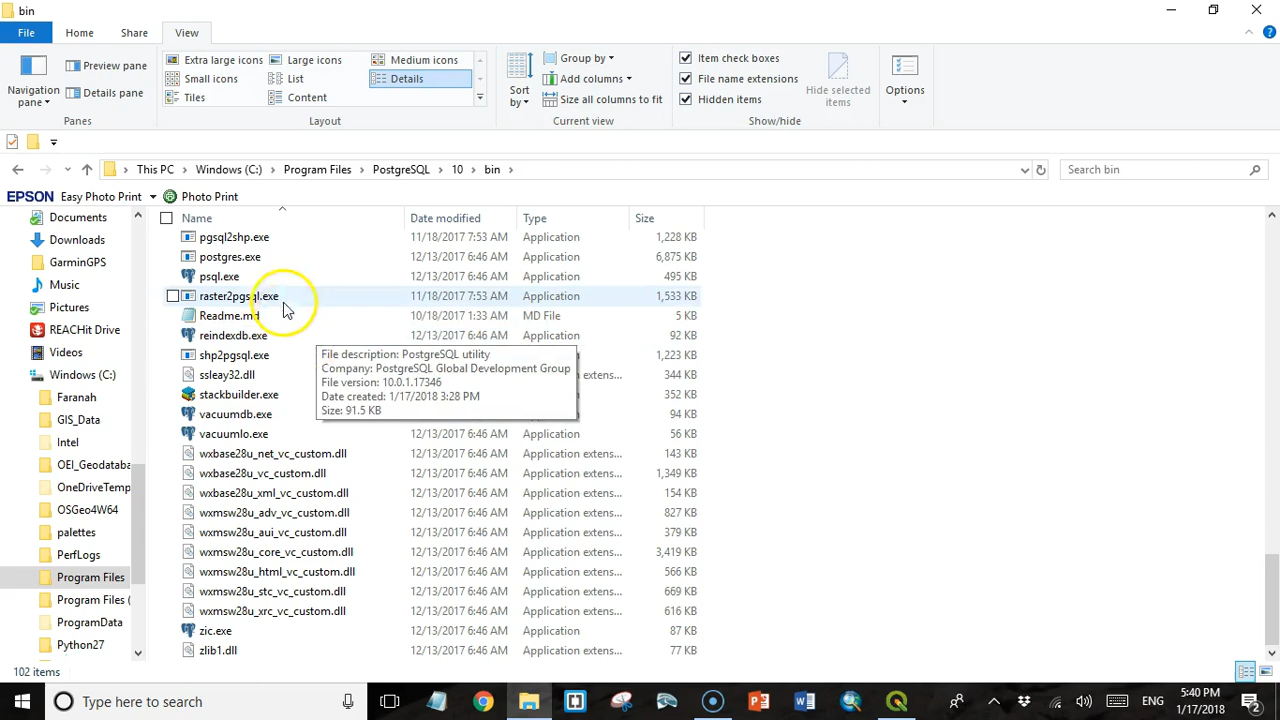 bin
File Home Share View
Navigation pane
Preview pane
Details pane
Panes
Extra large icons Large icons Medium icons
Small icons List Details
Tiles Content
Layout
Sort by
Group by
Add columns
Size all columns to fit
Current view
Item check boxes
File name extensions
Hidden items
Hide selected items
Show/hide
Options
This PC > Windows (C:) > Program Files > PostgreSQL > 10 > bin >
Search bin
EPSON Easy Photo Print Photo Print
Documents
Downloads
GarminGPS
Music
Pictures
REACHit Drive
Videos
Windows (C:)
Faranah
GIS_Data
Intel
OEI_Geodataba
OneDriveTemp
OSGeo4W64
palettes
PerfLogs
Program Files
Program Files (
ProgramData
Python27
Name Date modified Type Size
pgsql2shp.exe 11/18/2017 7:53 AM Application 1,228 KB
postgres.exe 12/13/2017 6:46 AM Application 6,875 KB
psql.exe 12/13/2017 6:46 AM Application 495 KB
raster2pgsql.exe 11/18/2017 7:53 AM Application 1,533 KB
Readme.md 10/18/2017 1:33 AM MD File 5 KB
reindexdb.exe 12/13/2017 6:46 AM Application 92 KB
shp2pgsql.exe 1,223 KB
ssleay32.dll extens... 344 KB
stackbuilder.exe 352 KB
vacuumdb.exe 12/13/2017 6:46 AM Application 94 KB
vacuumlo.exe 12/13/2017 6:46 AM Application 56 KB
wxbase28u_net_vc_custom.dll 12/13/2017 6:46 AM Application extens... 143 KB
wxbase28u_vc_custom.dll 12/13/2017 6:46 AM Application extens... 1,349 KB
wxbase28u_xml_vc_custom.dll 12/13/2017 6:46 AM Application extens... 154 KB
wxmsw28u_adv_vc_custom.dll 12/13/2017 6:46 AM Application extens... 827 KB
wxmsw28u_aui_vc_custom.dll 12/13/2017 6:46 AM Application extens... 379 KB
wxmsw28u_core_vc_custom.dll 12/13/2017 6:46 AM Application extens... 3,419 KB
wxmsw28u_html_vc_custom.dll 12/13/2017 6:46 AM Application extens... 566 KB
wxmsw28u_stc_vc_custom.dll 12/13/2017 6:46 AM Application extens... 669 KB
wxmsw28u_xrc_vc_custom.dll 12/13/2017 6:46 AM Application extens... 616 KB
zic.exe 12/13/2017 6:46 AM Application 87 KB
zlib1.dll 12/13/2017 6:46 AM Application extens... 77 KB
File description: PostgreSQL utility
Company: PostgreSQL Global Development Group
File version: 10.0.1.17346
Date created: 1/17/2018 3:28 PM
Size: 91.5 KB
102 items
Type here to search
ENG
5:40 PM
1/17/2018
2